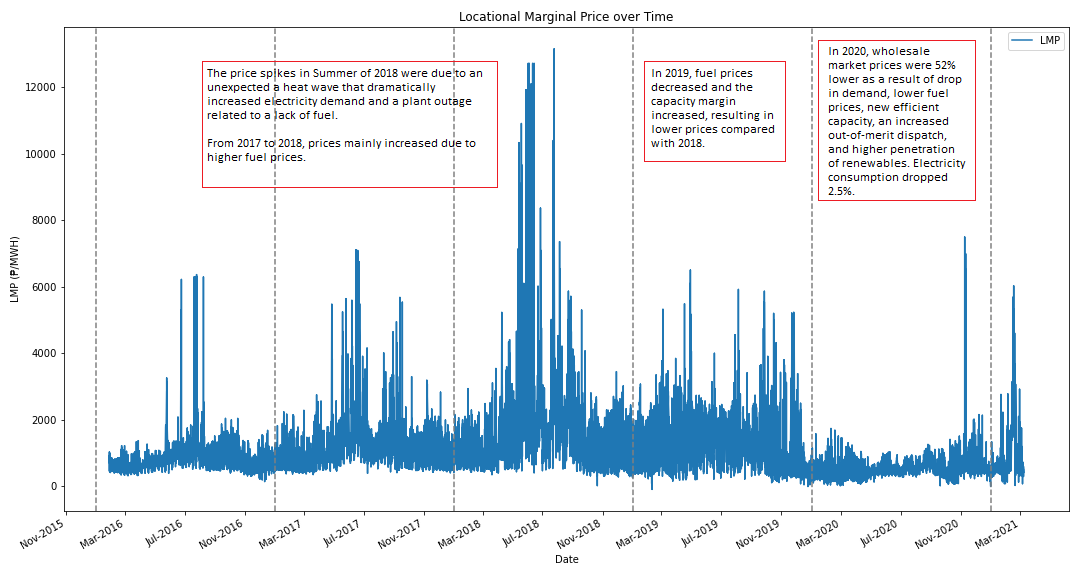 Locational Marginal Price over Time
LMP
The price spikes in Summer of 2018 were due to an
unexpected a heat wave that dramatically
increased electricity demand and a plant outage
related to a lack of fuel.
From 2017 to 2018, prices mainly increased due to
higher fuel prices.
In 2019, fuel prices
decreased and the
capacity margin
increased, resulting in
lower prices compared
with 2018.
In 2020, wholesale
market prices were 52%
lower as a result of drop
in demand, lower fuel
prices, new efficient
capacity, an increased
out-of-merit dispatch,
and higher penetration
of renewables. Electricity
consumption dropped
2.5%.
LMP (₽/MWH)
12000
10000
8000
6000
4000
2000
0
Nov-2015
Mar-2016
Jul-2016
Nov-2016
Mar-2017
Jul-2017
Nov-2017
Mar-2018
Jul-2018
Nov-2018
Mar-2019
Jul-2019
Nov-2019
Mar-2020
Jul-2020
Nov-2020
Mar-2021
Date